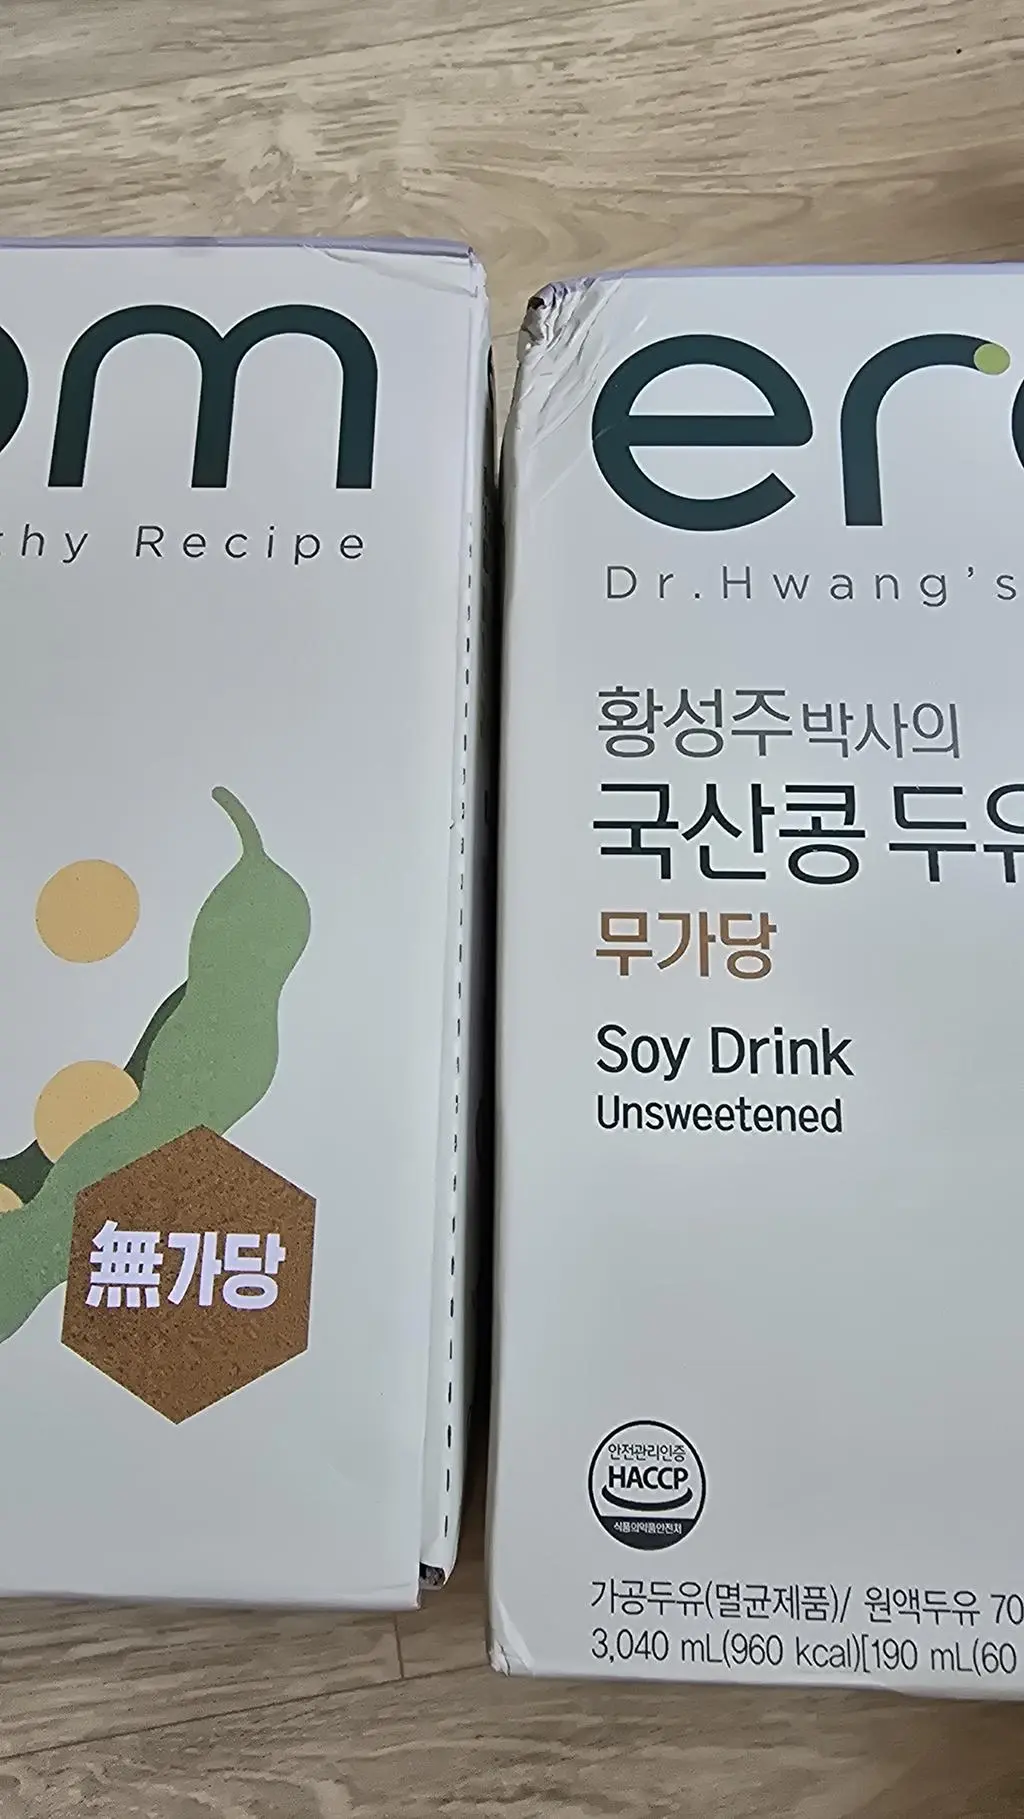 om
thy Recipe
無가당
er
Dr.Hwang's
황성주 박사의
국산콩 두유
무가당
Soy Drink
Unsweetened
안전관리인증
HACCP
식품의약품안전처
가공두유(멸균제품)/ 원액두유 70
3,040 mL(960 kcal)[190 mL(60